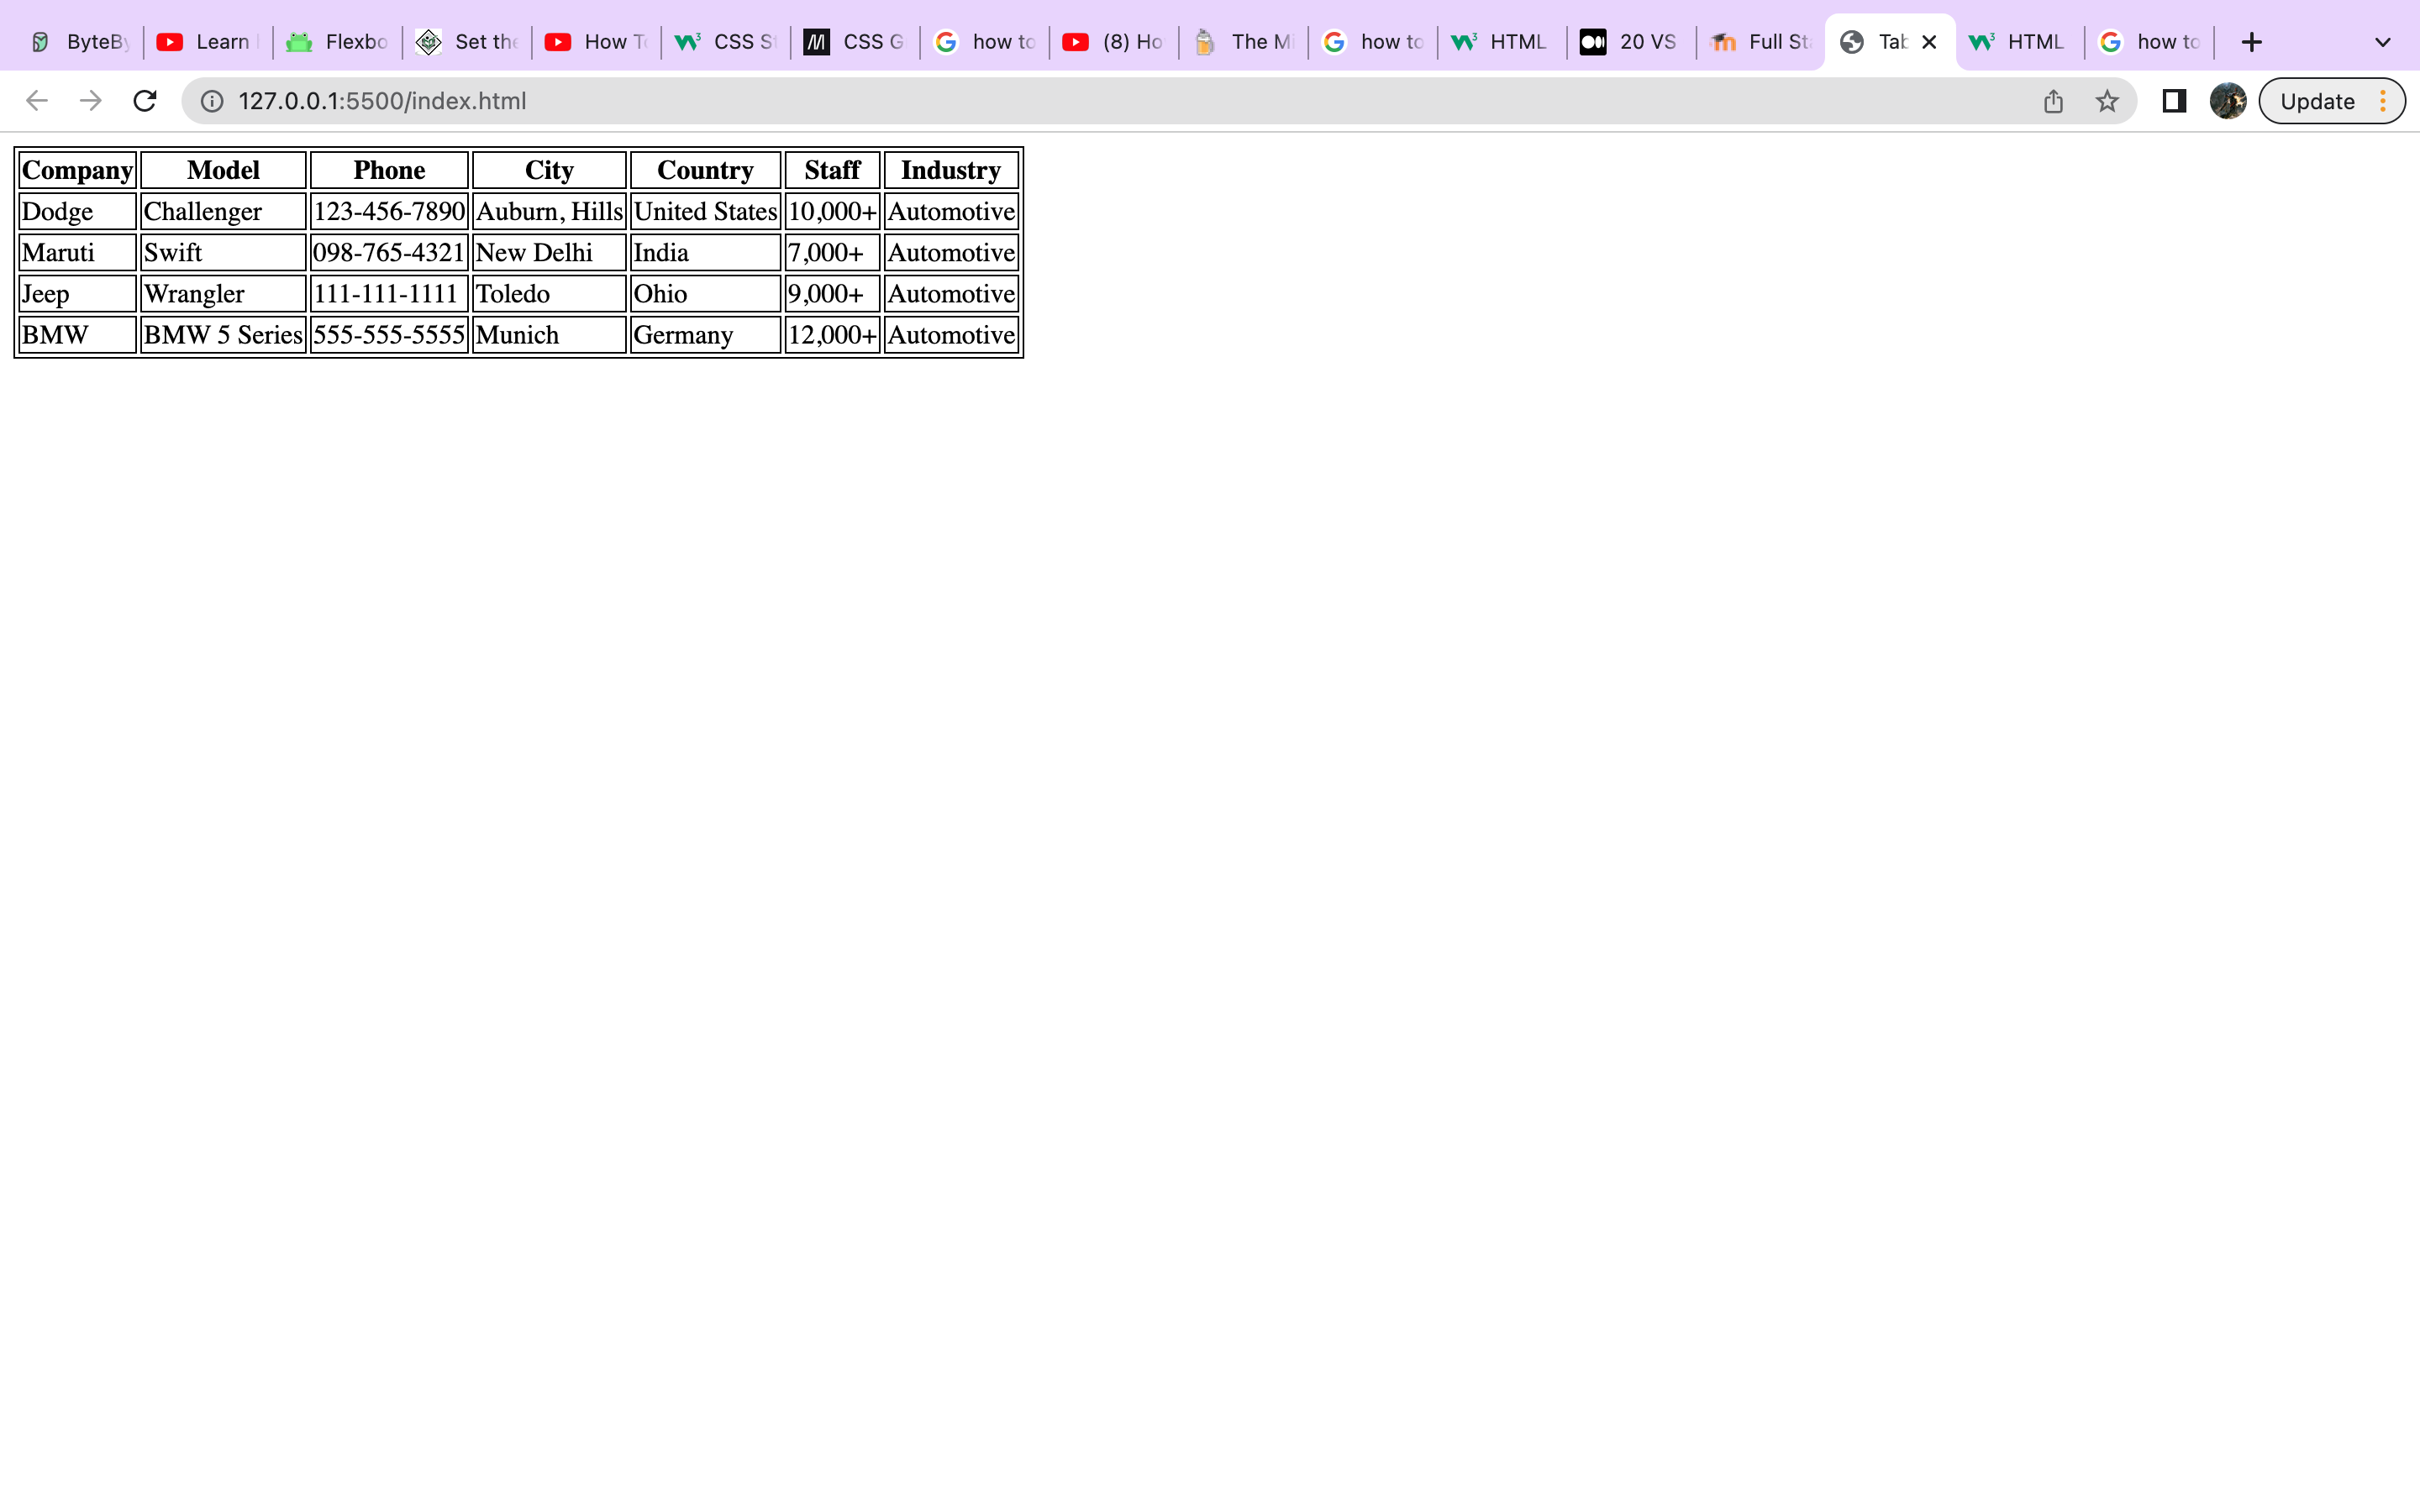 ByteBy Learn Flexbo Set the How To CSS St CSS G how to (8) Ho The Mi how to HTML 20 VS Full Sta Tab HTML how to
127.0.0.1:5500/index.html Update
Company Model Phone City Country Staff Industry
Dodge Challenger 123-456-7890 Auburn, Hills United States 10,000+ Automotive
Maruti Swift 098-765-4321 New Delhi India 7,000+ Automotive
Jeep Wrangler 111-111-1111 Toledo Ohio 9,000+ Automotive
BMW BMW 5 Series 555-555-5555 Munich Germany 12,000+ Automotive